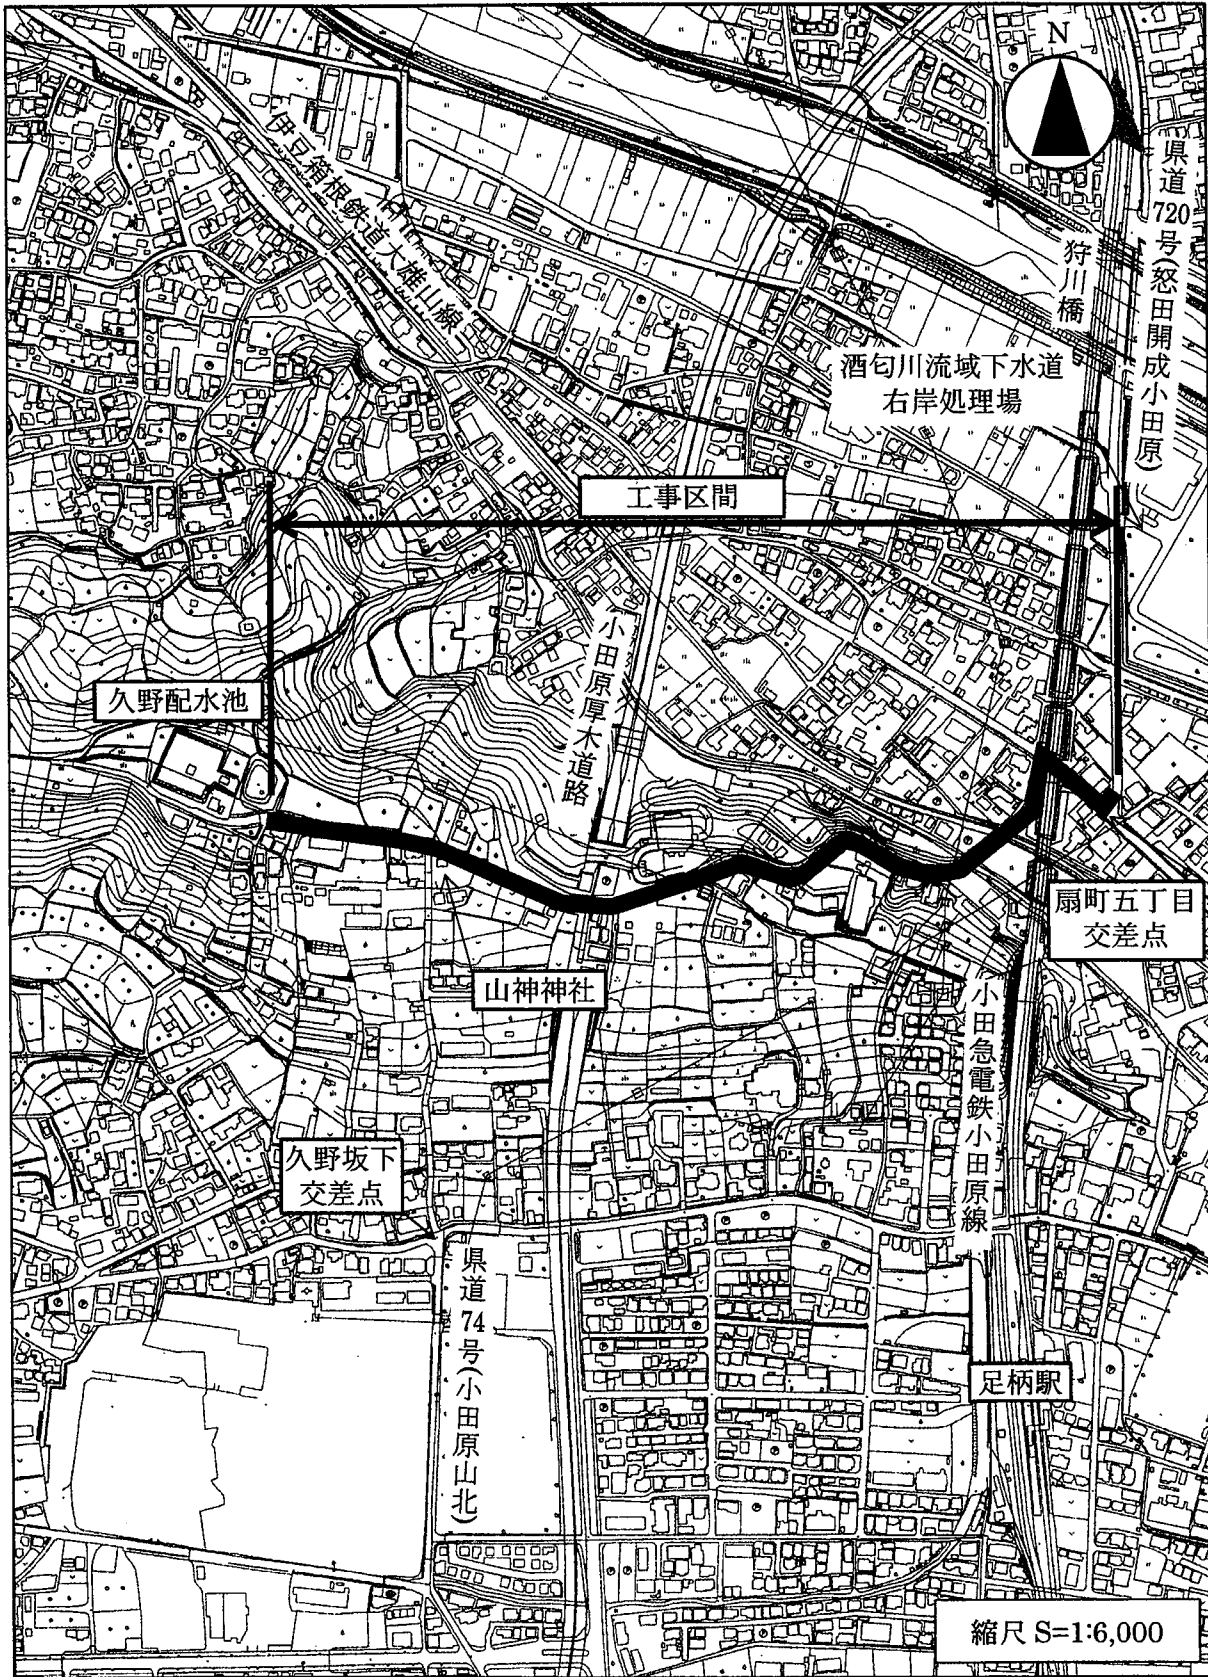 N
県道720号(怒田開成小田原)
狩川橋
伊豆箱根鉄道大雄山線
酒匂川流域下水道
右岸処理場
工事区間
小田原厚木道路
久野配水池
扇町五丁目
交差点
山神神社
小田急電鉄小田原線
久野坂下
交差点
県道74号(小田原山北)
足柄駅
縮尺 S=1:6,000